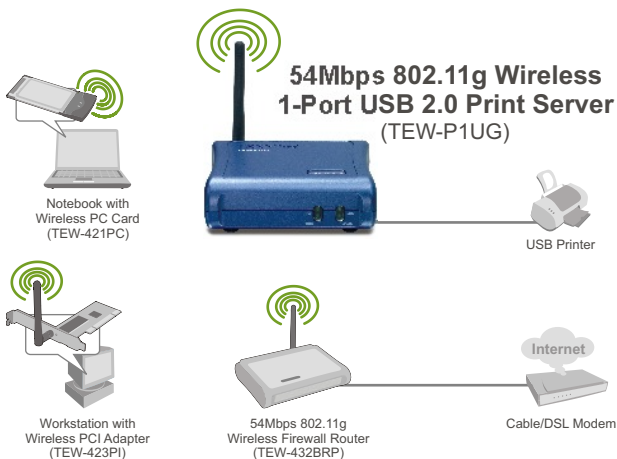 54Mbps 802.11g Wireless
1-Port USB 2.0 Print Server
(TEW-P1UG)
Notebook with
Wireless PC Card
(TEW-421PC)
USB Printer
Workstation with
Wireless PCI Adapter
(TEW-423PI)
54Mbps 802.11g
Wireless Firewall Router
(TEW-432BRP)
Internet
Cable/DSL Modem